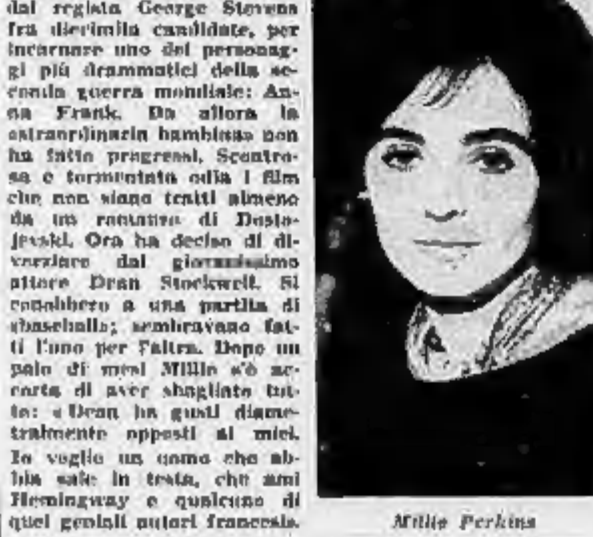 dal regista George Stevens
fra diecimila candidate, per
incarnare uno dei personag-
gi più drammatici della se-
conda guerra mondiale: An-
na Frank. Da allora la
«straordinaria bambina» non
ha fatto progressi. Scontro-
sa e tormentata odia i film
che non siano tratti almeno
da un romanzo di Dosto-
jevski. Ora ha deciso di di-
vorziare dal giovanissimo
attore Dean Stockwell. Si
conobbero a una partita di
«baseball»; sembravano fat-
ti l'uno per l'altra. Dopo un
paio di mesi Millie s'è ac-
corta di aver sbagliato tut-
to: «Dean ha gusti diame-
tralmente opposti ai miei.
Io voglio un uomo che ab-
bia sale in testa, che ami
Hemingway e qualcuno di
quei geniali autori francesi».
Millie Perkins